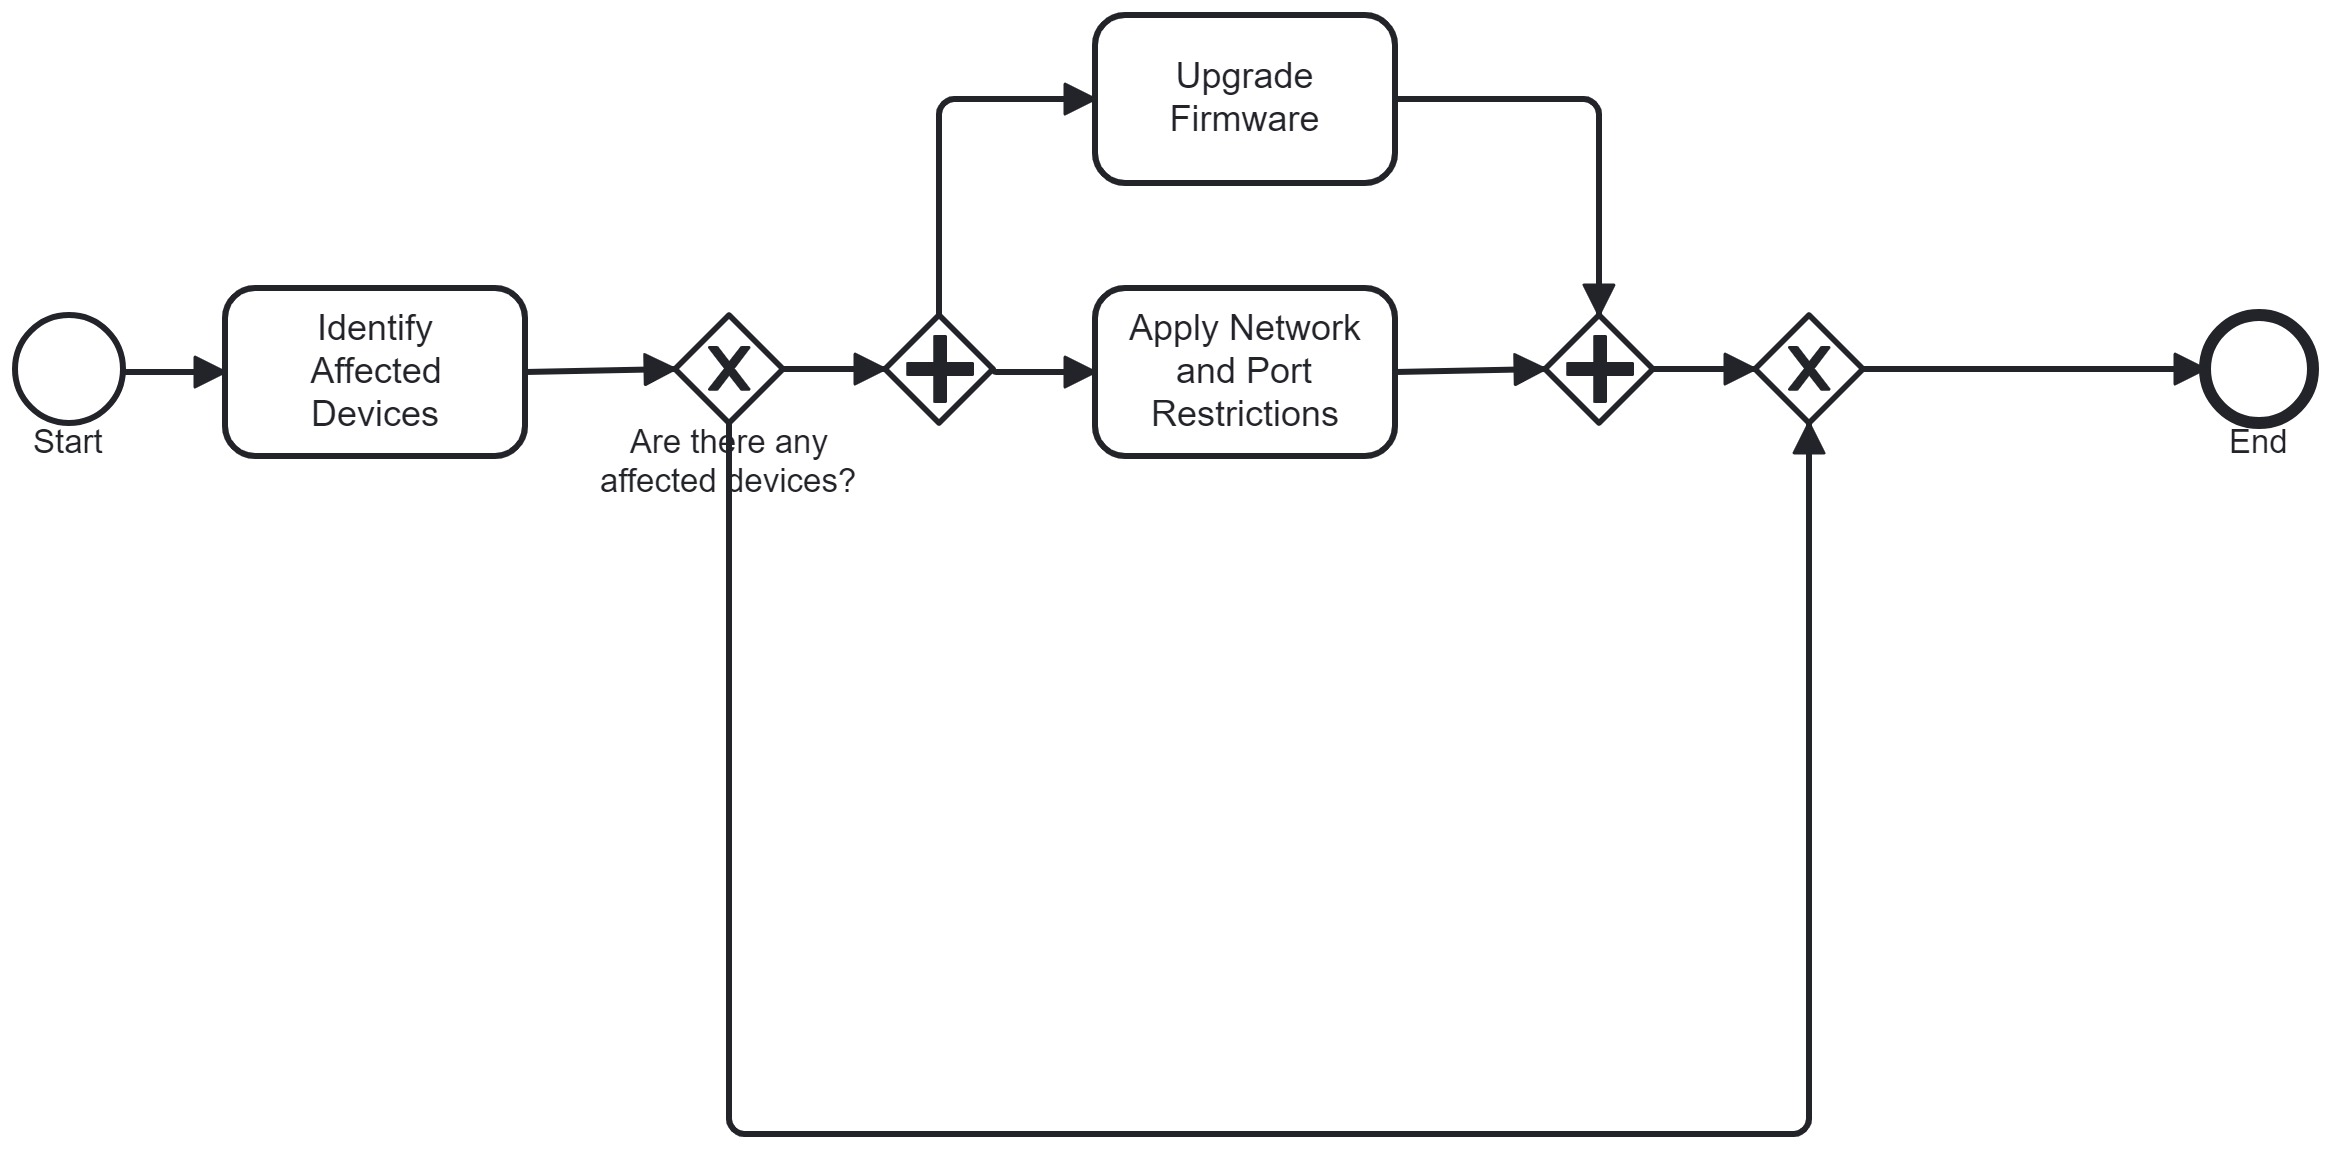 Upgrade
Firmware
Identify
Affected
Devices
Apply Network
and Port
Restrictions
Start
Are there any
affected devices?
End